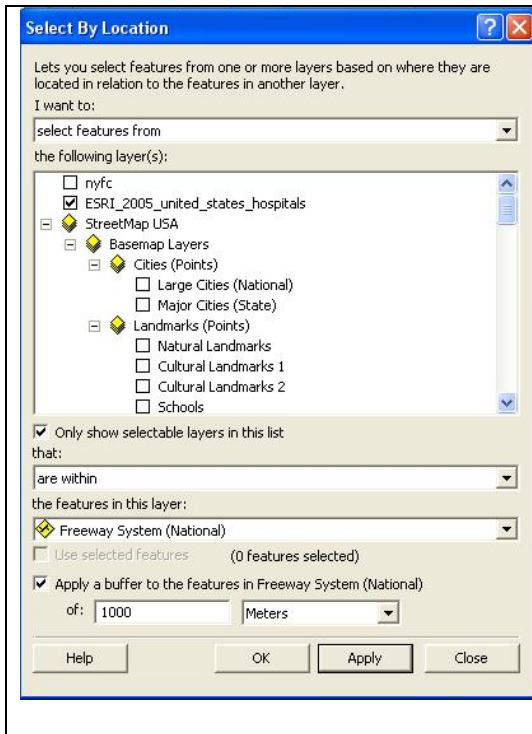 Select By Location
Lets you select features from one or more layers based on where they are
located in relation to the features in another layer.
I want to:
select features from
the following layer(s):
nyfc
ESRI_2005_united_states_hospitals
StreetMap USA
Basemap Layers
Cities (Points)
Large Cities (National)
Major Cities (State)
Landmarks (Points)
Natural Landmarks
Cultural Landmarks 1
Cultural Landmarks 2
Schools
Only show selectable layers in this list
that:
are within
the features in this layer:
Freeway System (National)
Use selected features (0 features selected)
Apply a buffer to the features in Freeway System (National)
of: 1000 Meters
Help OK Apply Close